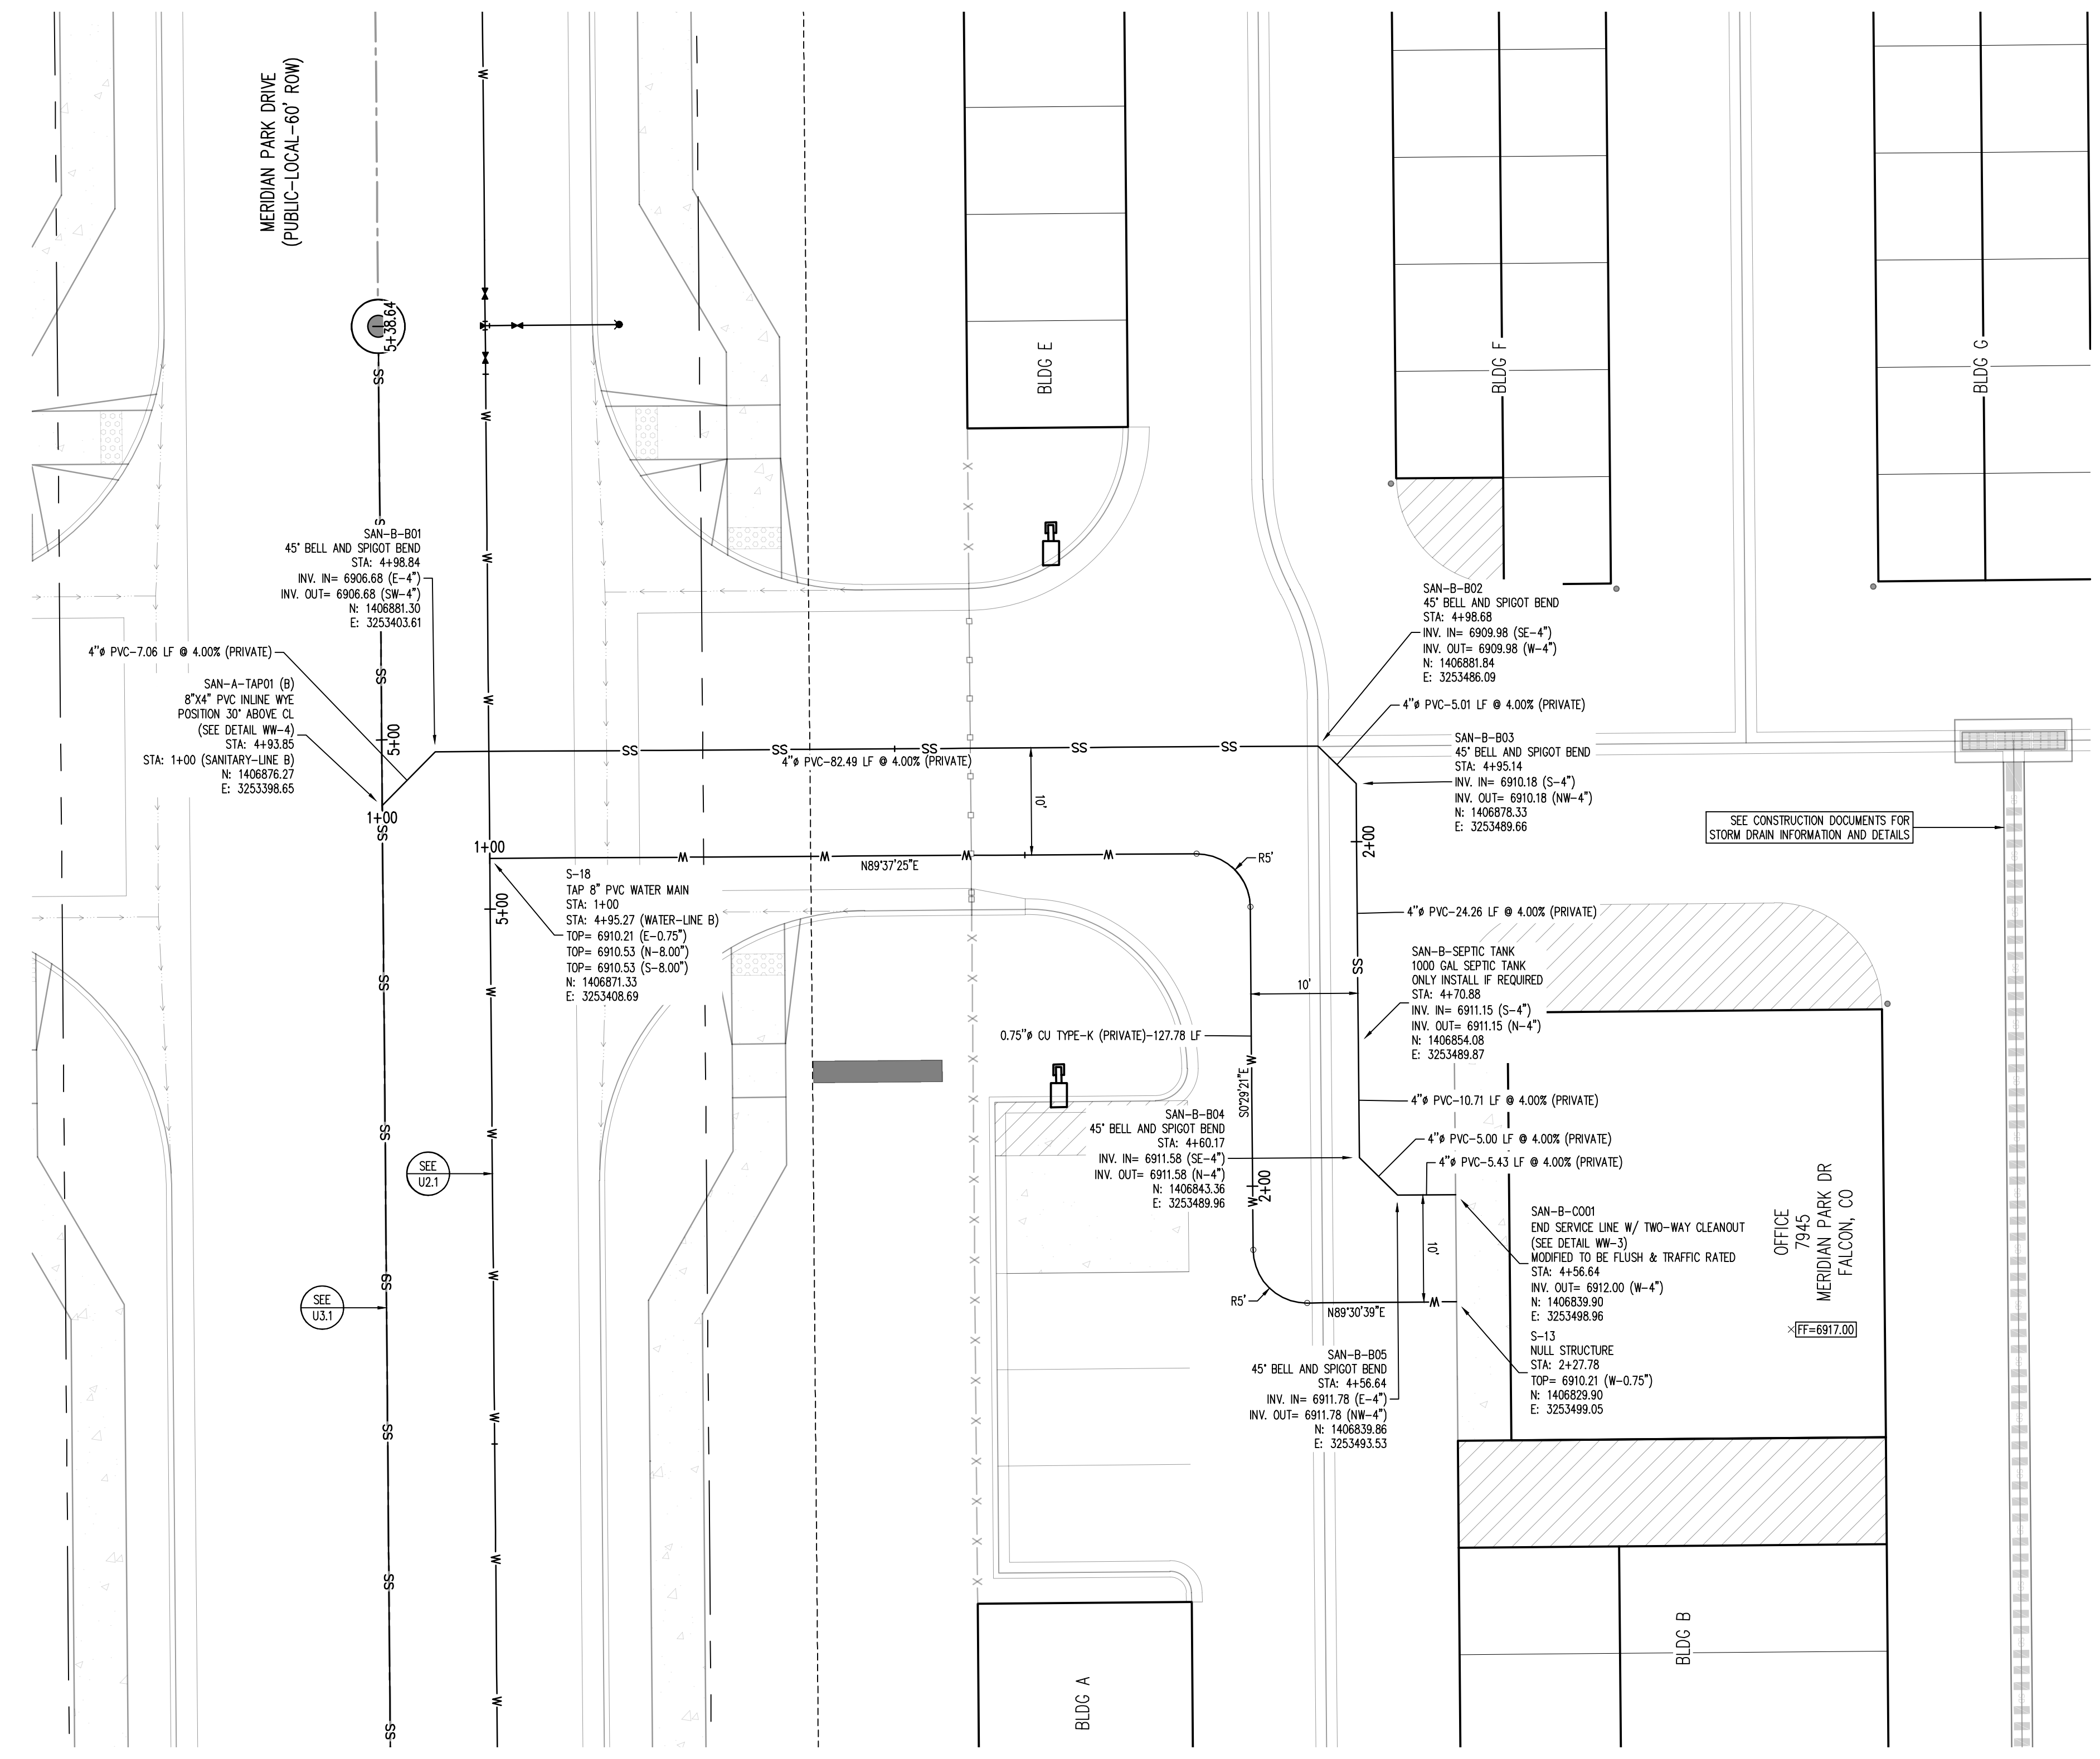 MERIDIAN PARK DRIVE
(PUBLIC-LOCAL-60' ROW)
W
5+38.64
SS
W
BLDG E
BLDG F
BLDG G
W
S
SAN-B-B01
45° BELL AND SPIGOT BEND
STA: 4+98.84
INV. IN= 6906.68 (E-4")
INV. OUT= 6906.68 (SW-4")
N: 1406881.30
E: 3253403.61
4"ø PVC-7.06 LF @ 4.00% (PRIVATE)
SAN-A-TAP01 (B)
8"X4" PVC INLINE WYE
POSITION 30° ABOVE CL
(SEE DETAIL WW-4)
STA: 4+93.85
STA: 1+00 (SANITARY-LINE B)
N: 1406876.27
E: 3253398.65
SS
W
5+00
1+00
SS
SS
SS
SS
SS
SS
4"ø PVC-82.49 LF @ 4.00% (PRIVATE)
10'
SAN-B-B02
45° BELL AND SPIGOT BEND
STA: 4+98.68
INV. IN= 6909.98 (SE-4")
INV. OUT= 6909.98 (W-4")
N: 1406881.84
E: 3253486.09
4"ø PVC-5.01 LF @ 4.00% (PRIVATE)
SAN-B-B03
45° BELL AND SPIGOT BEND
STA: 4+95.14
INV. IN= 6910.18 (S-4")
INV. OUT= 6910.18 (NW-4")
N: 1406878.33
E: 3253489.66
2+00
SEE CONSTRUCTION DOCUMENTS FOR
STORM DRAIN INFORMATION AND DETAILS
1+00
W
W
W
W
N89°37'25"E
R5'
5+00
S-18
TAP 8" PVC WATER MAIN
STA: 1+00
STA: 4+95.27 (WATER-LINE B)
TOP= 6910.21 (E-0.75")
TOP= 6910.53 (N-8.00")
TOP= 6910.53 (S-8.00")
N: 1406871.33
E: 3253408.69
4"ø PVC-24.26 LF @ 4.00% (PRIVATE)
SAN-B-SEPTIC TANK
1000 GAL SEPTIC TANK
ONLY INSTALL IF REQUIRED
STA: 4+70.88
INV. IN= 6911.15 (S-4")
INV. OUT= 6911.15 (N-4")
N: 1406854.08
E: 3253489.87
SS
10'
SS
W
0.75"ø CU TYPE-K (PRIVATE)-127.78 LF
W
S0°29'21"E
4"ø PVC-10.71 LF @ 4.00% (PRIVATE)
SAN-B-B04
45° BELL AND SPIGOT BEND
STA: 4+60.17
INV. IN= 6911.58 (SE-4")
INV. OUT= 6911.58 (N-4")
N: 1406843.36
E: 3253489.96
4"ø PVC-5.00 LF @ 4.00% (PRIVATE)
4"ø PVC-5.43 LF @ 4.00% (PRIVATE)
SS
W
SEE
U2.1
W
2+00
10'
SAN-B-CO01
END SERVICE LINE W/ TWO-WAY CLEANOUT
(SEE DETAIL WW-3)
MODIFIED TO BE FLUSH & TRAFFIC RATED
STA: 4+56.64
INV. OUT= 6912.00 (W-4")
N: 1406839.90
E: 3253498.96
OFFICE
7945
MERIDIAN PARK DR
FALCON, CO
FF=6917.00
SS
W
SEE
U3.1
R5'
W
N89°30'39"E
S-13
NULL STRUCTURE
STA: 2+27.78
TOP= 6910.21 (W-0.75")
N: 1406829.90
E: 3253499.05
SAN-B-B05
45° BELL AND SPIGOT BEND
STA: 4+56.64
INV. IN= 6911.78 (E-4")
INV. OUT= 6911.78 (NW-4")
N: 1406839.86
E: 3253493.53
SS
W
SS
W
SS
W
BLDG A
BLDG B